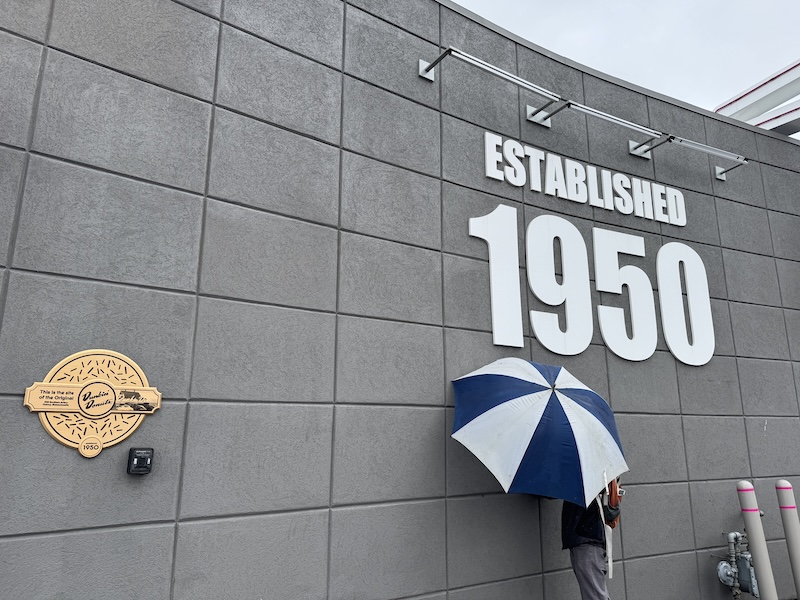 ESTABLISHED
1950
This is the site
of the Original
Dunkin'
Donuts
1950